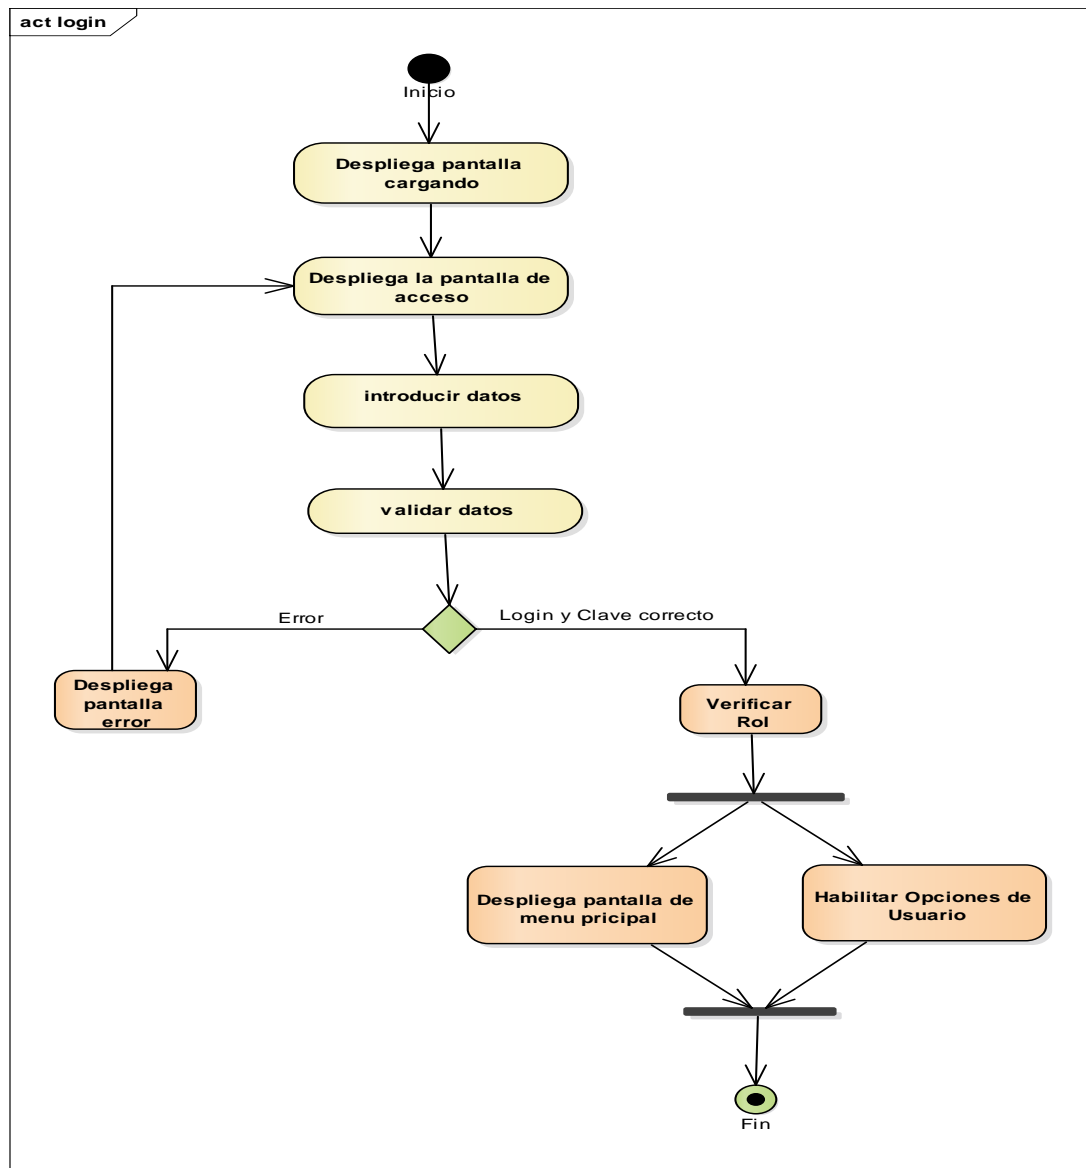 act login
Inicio
Despliega pantalla
cargando
Despliega la pantalla de
acceso
introducir datos
validar datos
Error
Login y Clave correcto
Despliega
pantalla
error
Verificar
Rol
Despliega pantalla de
menu pricipal
Habilitar Opciones de
Usuario
Fin